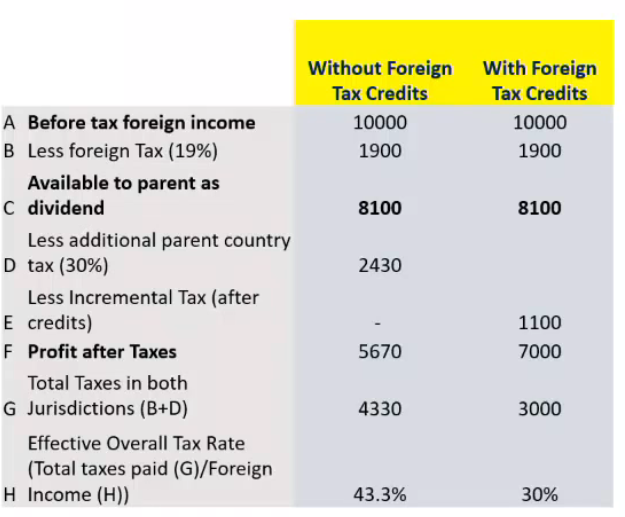 Without Foreign With Foreign
Tax Credits Tax Credits
A Before tax foreign income 10000 10000
B Less foreign Tax (19%) 1900 1900
Available to parent as
C dividend 8100 8100
Less additional parent country
D tax (30%) 2430
Less Incremental Tax (after
E credits) - 1100
F Profit after Taxes 5670 7000
Total Taxes in both
G Jurisdictions (B+D) 4330 3000
Effective Overall Tax Rate
(Total taxes paid (G)/Foreign
H Income (H)) 43.3% 30%